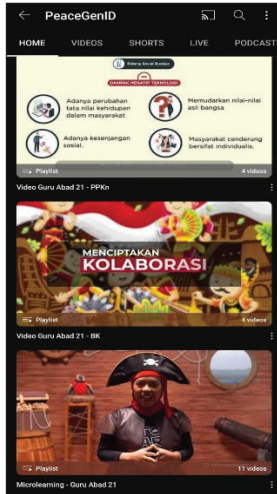 PeaceGenID
HOME VIDEOS SHORTS LIVE PODCAST
Bidang Sosial Budaya
DAMPAK NEGATIF TEKNOLOGI
Adanya perubahan
tata nilai kehidupan
dalam masyarakat
Memudarkan nilai-nilai
asli bangsa
Adanya kesenjangan
sosial.
Masyarakat cenderung
bersifat individualis.
Playlist 4 videos
Video Guru Abad 21 - PPKn
MENCIPTAKAN
KOLABORASI
Playlist 4 videos
Video Guru Abad 21 - BK
Playlist 11 videos
Microlearning - Guru Abad 21